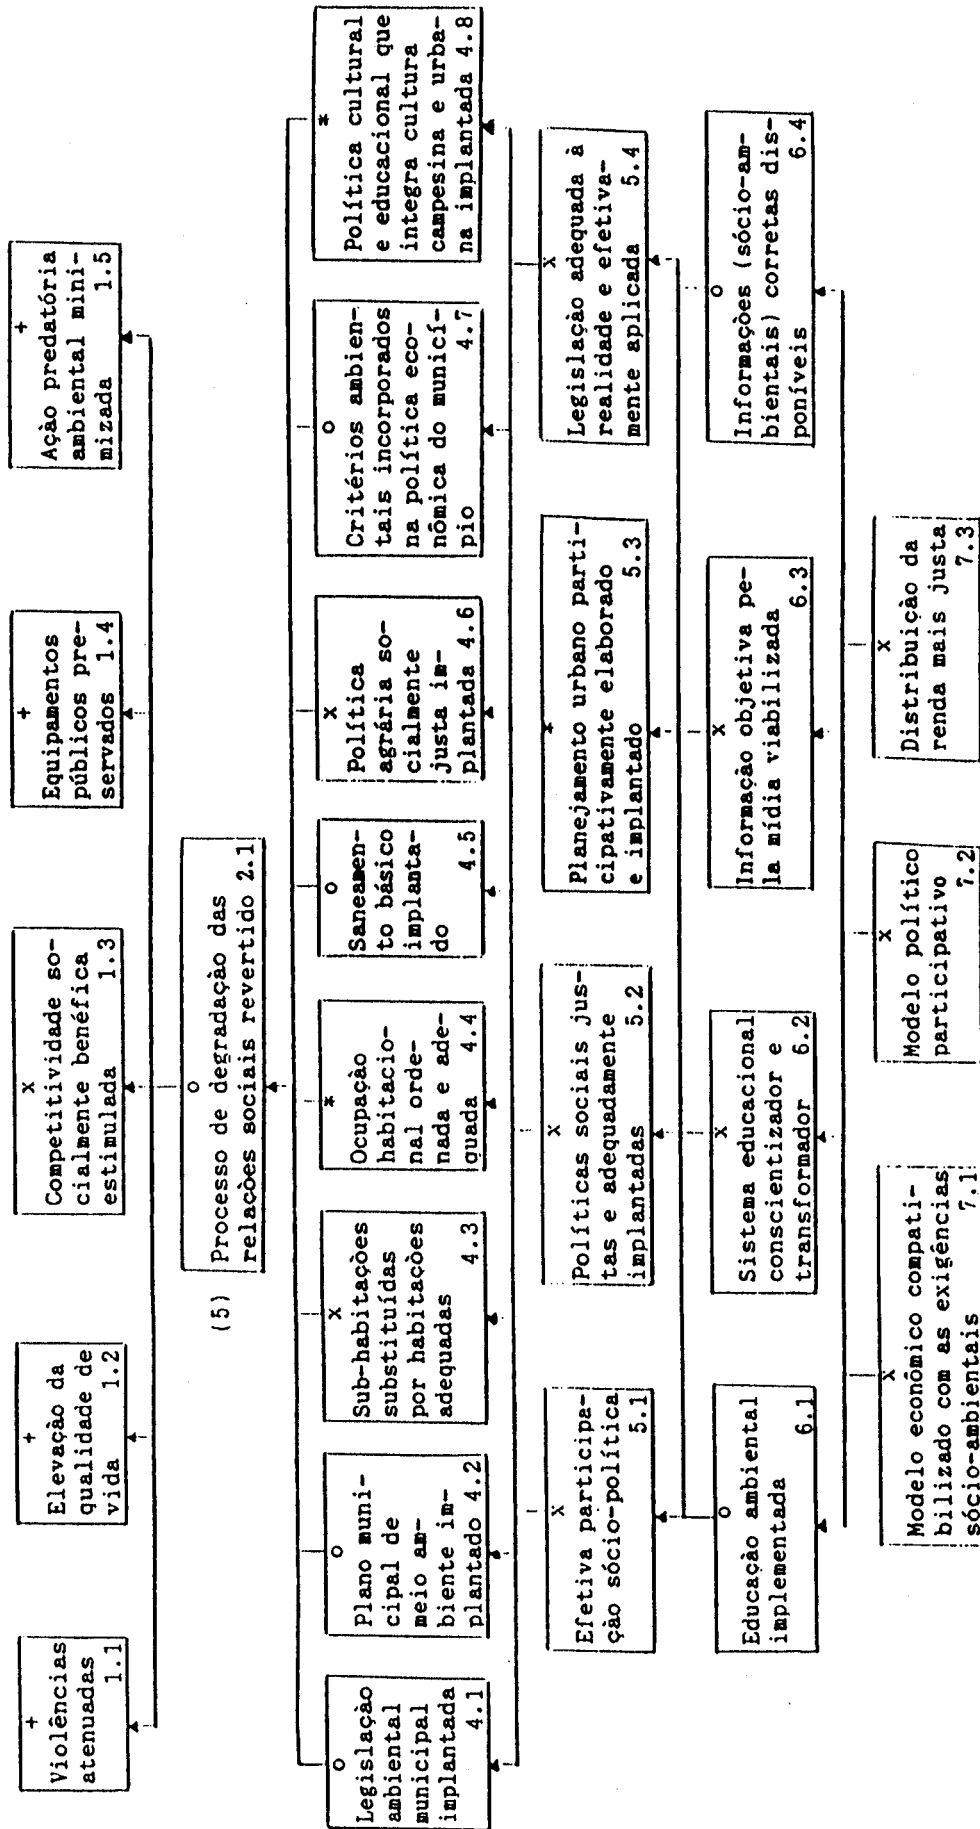 +
Violências
atenuadas
1.1
+
Elevação da
qualidade de
vida 1.2
x
Competitividade so-
cialmente benéfica
estimulada 1.3
+
Equipamentos
públicos pre-
servados 1.4
+
Ação predatória
ambiental mini-
mizada 1.5
o
(5) Processo de degradação das
relações sociais revertido 2.1
o
Legislação
ambiental
municipal
implantada
4.1
o
Plano muni-
cipal de
meio am-
biente im-
plantado 4.2
x
Sub-habitações
substituídas
por habitações
adequadas 4.3
*
Ocupação
habitacio-
nal orde-
nada e ade-
quada 4.4
o
Saneamen-
to básico
implanta-
do 4.5
x
Política
agrária so-
cialmente
justa im-
plantada 4.6
o
Critérios ambien-
tais incorporados
na política eco-
nômica do municí-
pio 4.7
*
Política cultural
e educacional que
integra cultura
campesina e urba-
na implantada 4.8
x
Efetiva participa-
ção sócio-política
5.1
x
Políticas sociais jus-
tas e adequadamente
implantadas 5.2
*
Planejamento urbano parti-
cipativamente elaborado
e implantado 5.3
x
Legislação adequada à
realidade e efetiva-
mente aplicada 5.4
o
Educação ambiental
implementada
6.1
x
Sistema educacional
conscientizador e
transformador 6.2
x
Informação objetiva pe-
la mídia viabilizada
6.3
o
Informações (sócio-am-
bientais) corretas dis-
poníveis 6.4
x
Modelo econômico compati-
bilizado com as exigências
sócio-ambientais 7.1
x
Modelo político
participativo
7.2
x
Distribuição da
renda mais justa
7.3